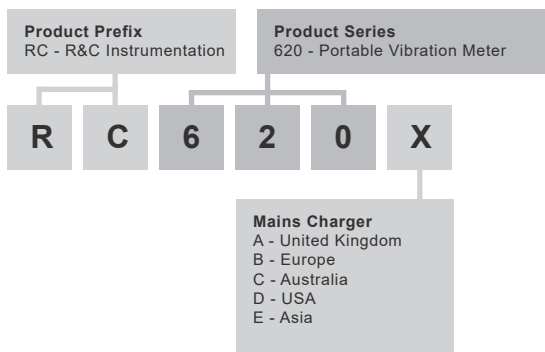 Product Prefix
RC - R&C Instrumentation
Product Series
620 - Portable Vibration Meter
R C 6 2 0 X
Mains Charger
A - United Kingdom
B - Europe
C - Australia
D - USA
E - Asia